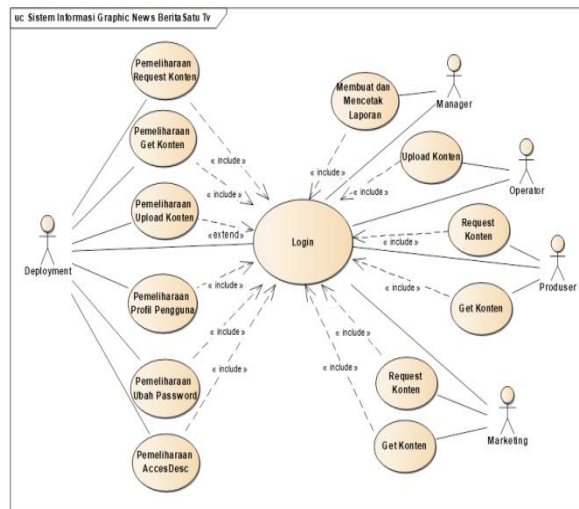 uc Sistem Informasi Graphic News BeritaSatu Tv
Pemeliharaan
Request Konten
Pemeliharaan
Get Konten
Pemeliharaan
Upload Konten
Pemeliharaan
Profil Pengguna
Pemeliharaan
Ubah Password
Pemeliharaan
AccesDesc
Deployment
« include »
« include »
«extend »
« include »
« include »
« include »
Login
Membuat dan
Mencetak
Laporan
Manager
« include »
Upload Konten
« include »
Operator
Request
Konten
« include »
Produser
Get Konten
« include »
Request
Konten
« include »
Get Konten
« include »
Marketing